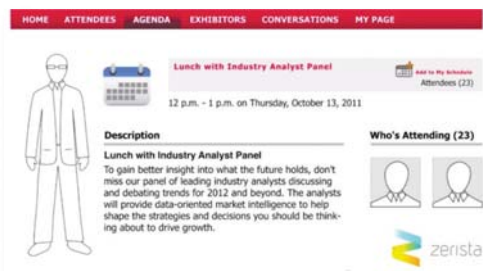 HOME ATTENDEES AGENDA EXHIBITORS CONVERSATIONS MY PAGE
Lunch with Industry Analyst Panel
Add to My Schedule
Attendees (23)
12 p.m. - 1 p.m. on Thursday, October 13, 2011
Description
Who's Attending (23)
Lunch with Industry Analyst Panel
To gain better insight into what the future holds, don't
miss our panel of leading industry analysts discussing
and debating trends for 2012 and beyond. The analysts
will provide data-oriented market intelligence to help
shape the strategies and decisions you should be think-
ing about to drive growth.
zerista